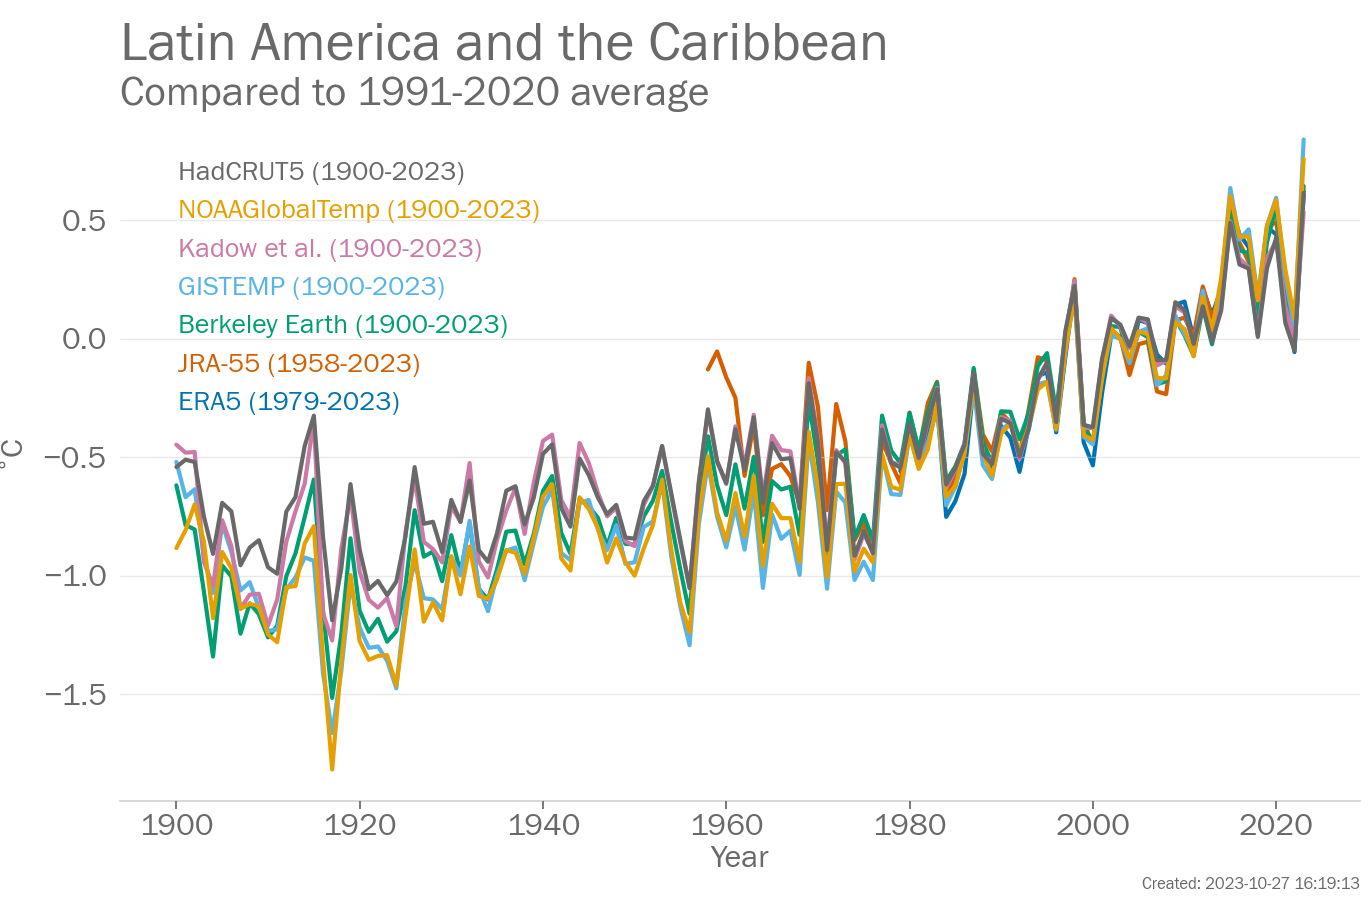 Latin America and the Caribbean
Compared to 1991-2020 average
HadCRUT5 (1900-2023)
NOAAGlobalTemp (1900-2023)
Kadow et al. (1900-2023)
GISTEMP (1900-2023)
Berkeley Earth (1900-2023)
JRA-55 (1958-2023)
ERA5 (1979-2023)
°C
0.5
0.0
−0.5
−1.0
−1.5
1900 1920 1940 1960 1980 2000 2020
Year
Created: 2023-10-27 16:19:13